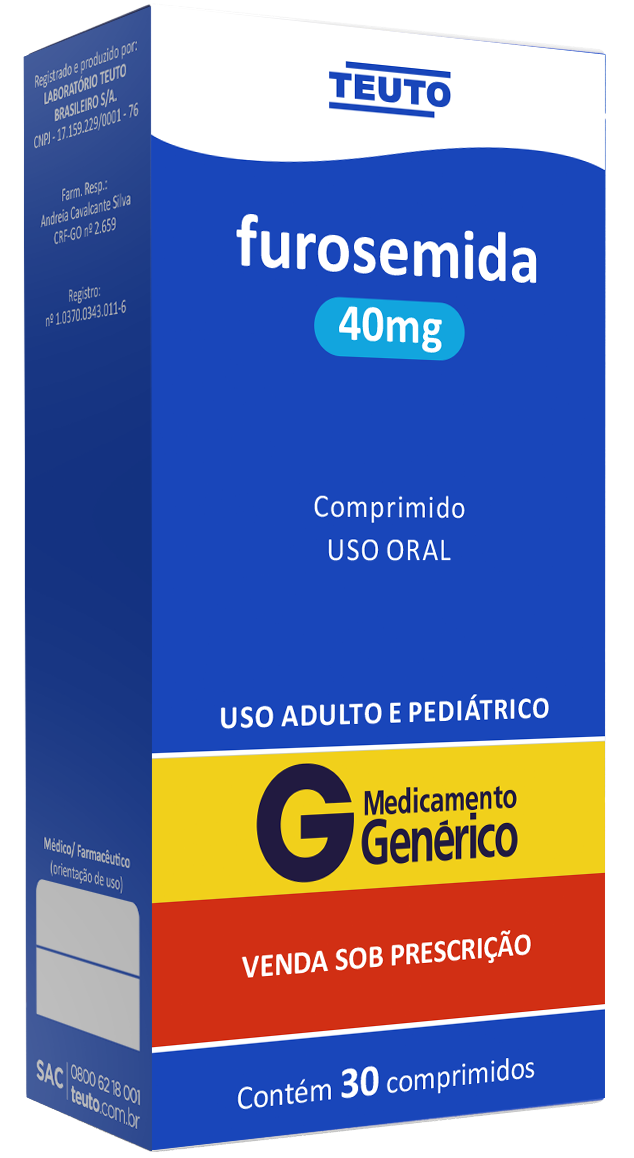 Registrado e produzido por:
LABORATÓRIO TEUTO
BRASILEIRO S/A.
CNPJ - 17.159.229/0001 - 76
Farm. Resp.:
Andreia Cavalcante Silva
CRF-GO nº 2.659
Registro:
nº 1.0370.0343.011-6
Médico/ Farmacêutico
(orientação de uso)
SAC
0800 62 18 001
teuto.com.br
TEUTO
furosemida
40mg
Comprimido
USO ORAL
USO ADULTO E PEDIÁTRICO
G Medicamento
Genérico
VENDA SOB PRESCRIÇÃO
Contém 30 comprimidos